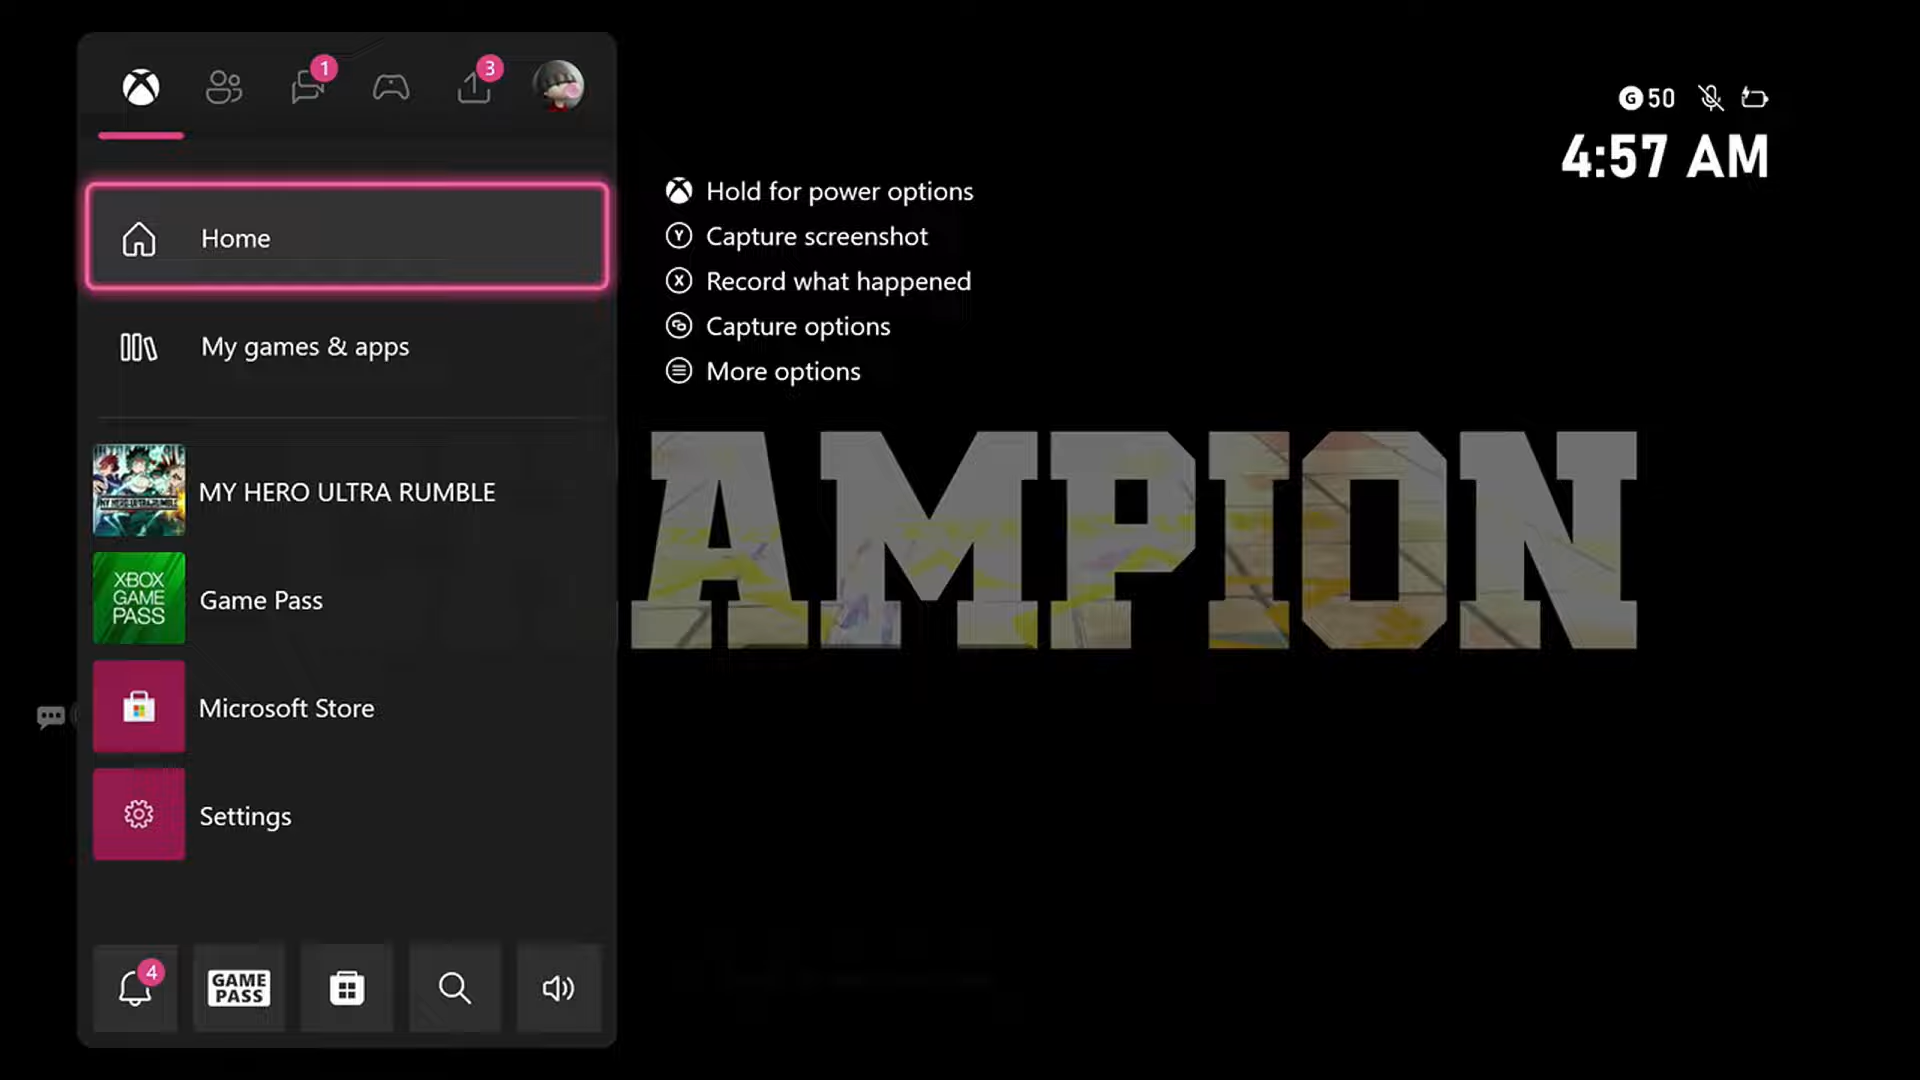 1
3
G 50
4:57 AM
Home
My games & apps
MY HERO ULTRA RUMBLE
XBOX
GAME
PASS
Game Pass
Microsoft Store
Settings
4
GAME
PASS
Hold for power options
Y Capture screenshot
X Record what happened
Capture options
More options
AMPION